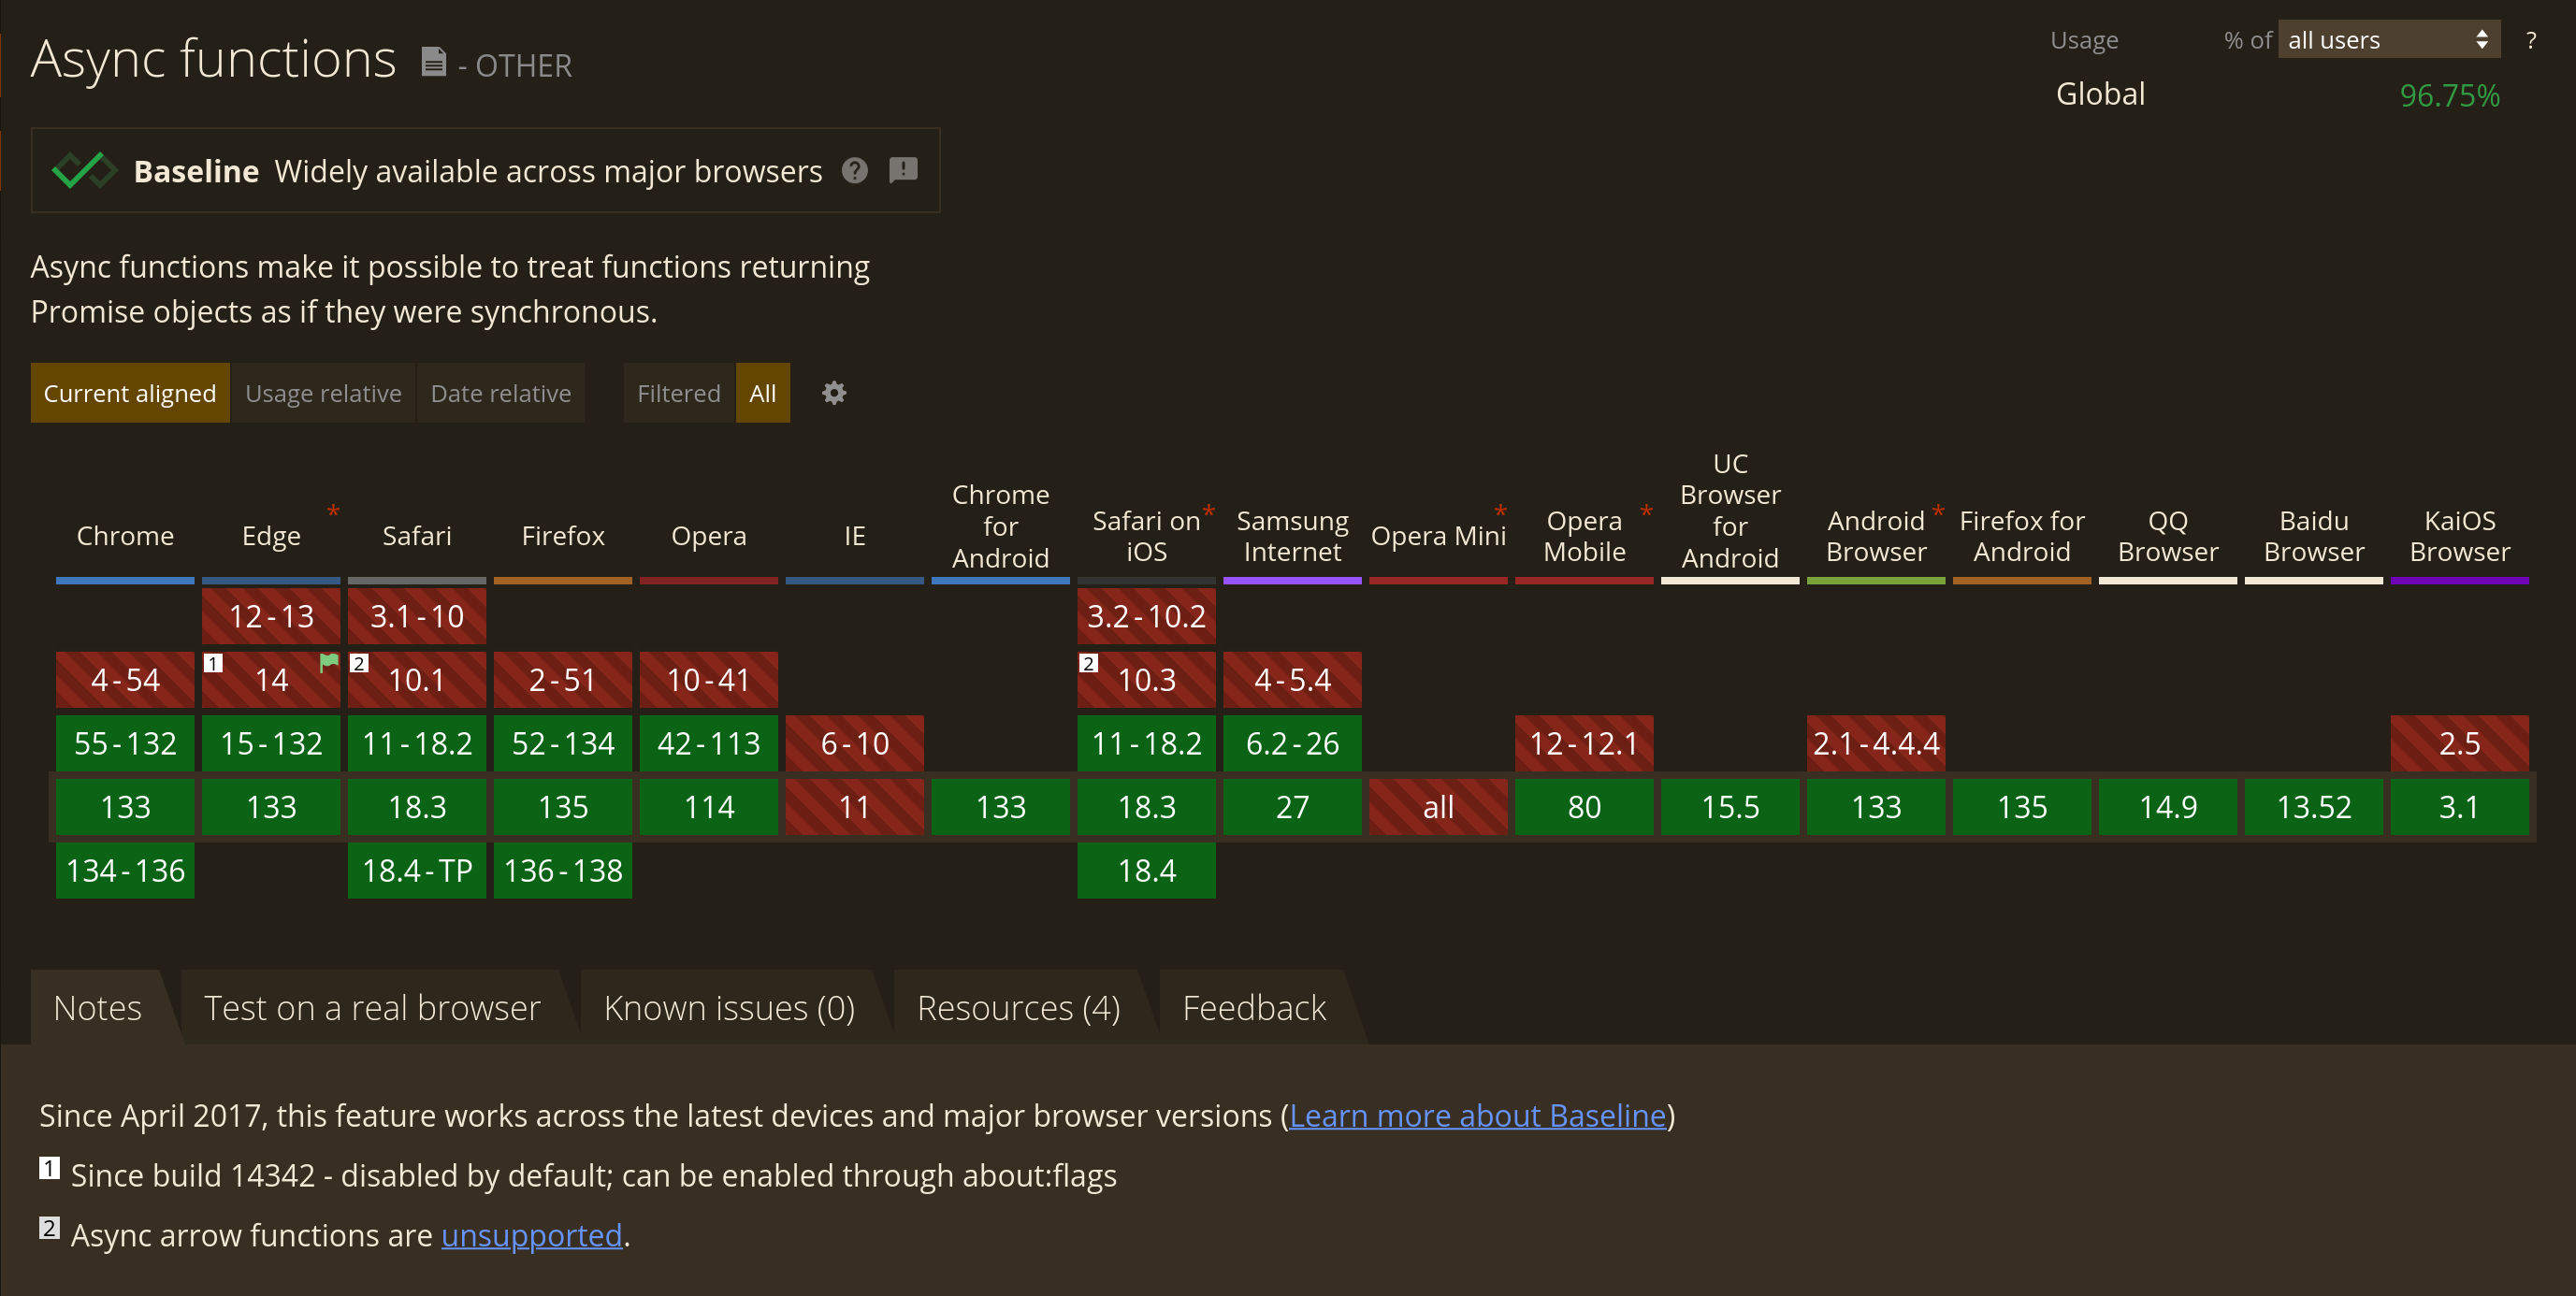 Async functions - OTHER
Usage % of all users ?
Global 96.75%
Baseline Widely available across major browsers ? !
Async functions make it possible to treat functions returning
Promise objects as if they were synchronous.
Current aligned Usage relative Date relative Filtered All
Chrome
Edge *
Safari
Firefox
Opera
IE
Chrome
for
Android
Safari on *
iOS
Samsung
Internet
Opera Mini *
Opera *
Mobile
UC
Browser
for
Android
Android *
Browser
Firefox for
Android
QQ
Browser
Baidu
Browser
KaiOS
Browser
12-13 3.1-10 3.2-10.2
4-54 1 14 2 10.1 2-51 10-41 2 10.3 4-5.4
55-132 15-132 11-18.2 52-134 42-113 6-10 11-18.2 6.2-26 12-12.1 2.1-4.4.4 2.5
133 133 18.3 135 114 11 133 18.3 27 all 80 15.5 133 135 14.9 13.52 3.1
134-136 18.4-TP 136-138 18.4
Notes Test on a real browser Known issues (0) Resources (4) Feedback
Since April 2017, this feature works across the latest devices and major browser versions (Learn more about Baseline)
1 Since build 14342 - disabled by default; can be enabled through about:flags
2 Async arrow functions are unsupported.